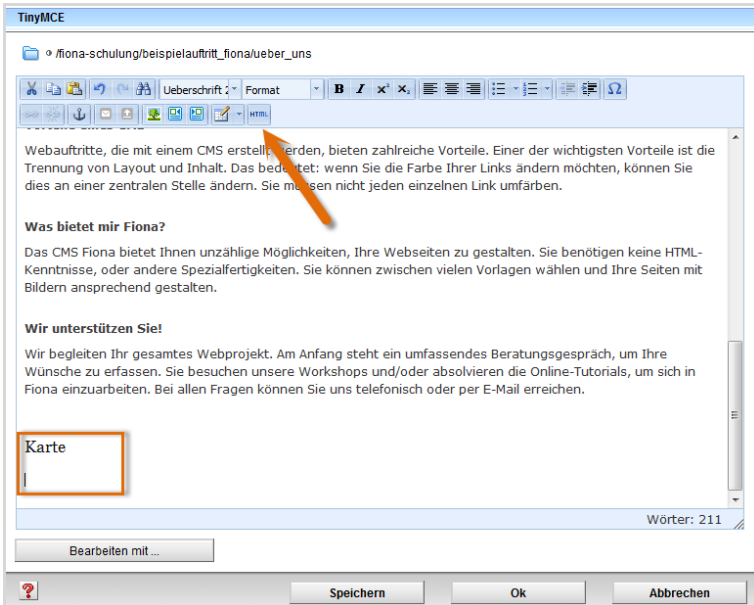 TinyMCE
/fiona-schulung/beispielauftritt_fiona/ueber_uns
Ueberschrift 2 Format B I x² x₂ Ω
HTML
Webauftritte, die mit einem CMS erstellt werden, bieten zahlreiche Vorteile. Einer der wichtigsten Vorteile ist die
Trennung von Layout und Inhalt. Das bedeutet: wenn Sie die Farbe Ihrer Links ändern möchten, können Sie
dies an einer zentralen Stelle ändern. Sie müssen nicht jeden einzelnen Link umfärben.
Was bietet mir Fiona?
Das CMS Fiona bietet Ihnen unzählige Möglichkeiten, Ihre Webseiten zu gestalten. Sie benötigen keine HTML-
Kenntnisse, oder andere Spezialfertigkeiten. Sie können zwischen vielen Vorlagen wählen und Ihre Seiten mit
Bildern ansprechend gestalten.
Wir unterstützen Sie!
Wir begleiten Ihr gesamtes Webprojekt. Am Anfang steht ein umfassendes Beratungsgespräch, um Ihre
Wünsche zu erfassen. Sie besuchen unsere Workshops und/oder absolvieren die Online-Tutorials, um sich in
Fiona einzuarbeiten. Bei allen Fragen können Sie uns telefonisch oder per E-Mail erreichen.
Karte
Wörter: 211
Bearbeiten mit ...
? Speichern Ok Abbrechen